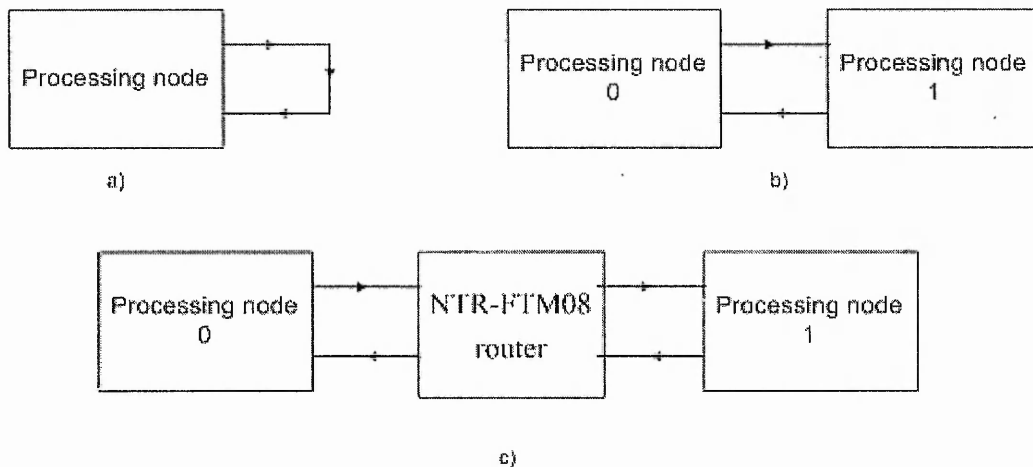 Processing node
a)
Processing node
0
Processing node
1
b)
Processing node
0
NTR-FTM08
router
Processing node
1
c)